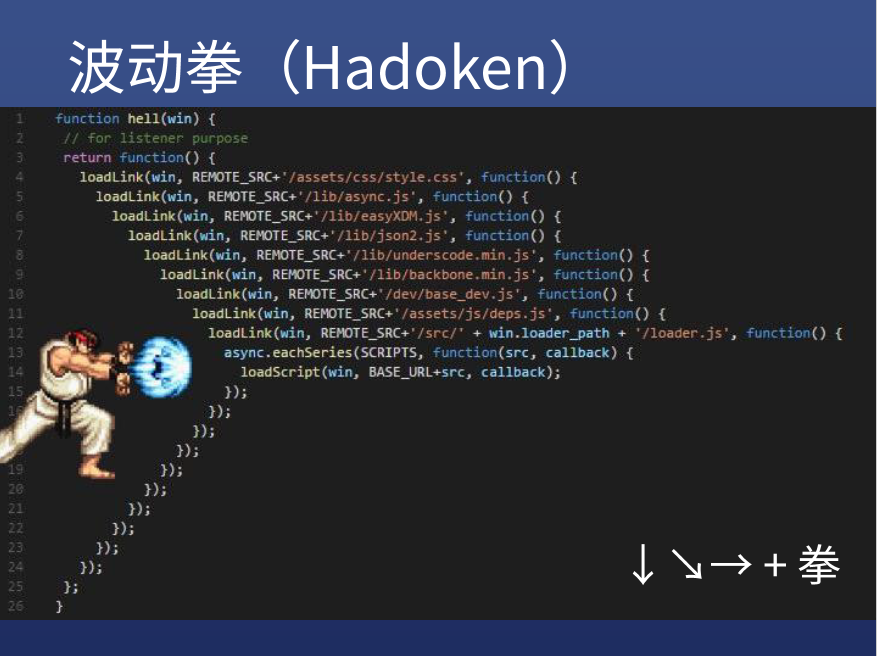 波动拳（Hadoken）
1 function hell(win) {
2 // for listener purpose
3 return function() {
4 loadLink(win, REMOTE_SRC+'/assets/css/style.css', function() {
5 loadLink(win, REMOTE_SRC+'/lib/async.js', function() {
6 loadLink(win, REMOTE_SRC+'/lib/easyXDM.js', function() {
7 loadLink(win, REMOTE_SRC+'/lib/json2.js', function() {
8 loadLink(win, REMOTE_SRC+'/lib/underscode.min.js', function() {
9 loadLink(win, REMOTE_SRC+'/lib/backbone.min.js', function() {
10 loadLink(win, REMOTE_SRC+'/dev/base_dev.js', function() {
11 loadLink(win, REMOTE_SRC+'/assets/js/deps.js', function() {
12 loadLink(win, REMOTE_SRC+'/src/' + win.loader_path + '/loader.js', function() {
13 async.eachSeries(SCRIPTS, function(src, callback) {
14 loadScript(win, BASE_URL+src, callback);
15 });
});
});
});
19 });
20 });
21 });
22 });
23 });
24 });
25 };
26 }
↓↘→ + 拳